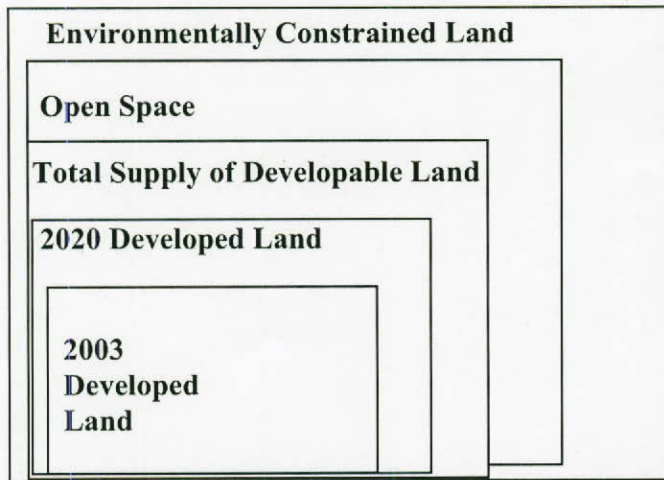 Environmentally Constrained Land
Open Space
Total Supply of Developable Land
2020 Developed Land
2003
Developed
Land